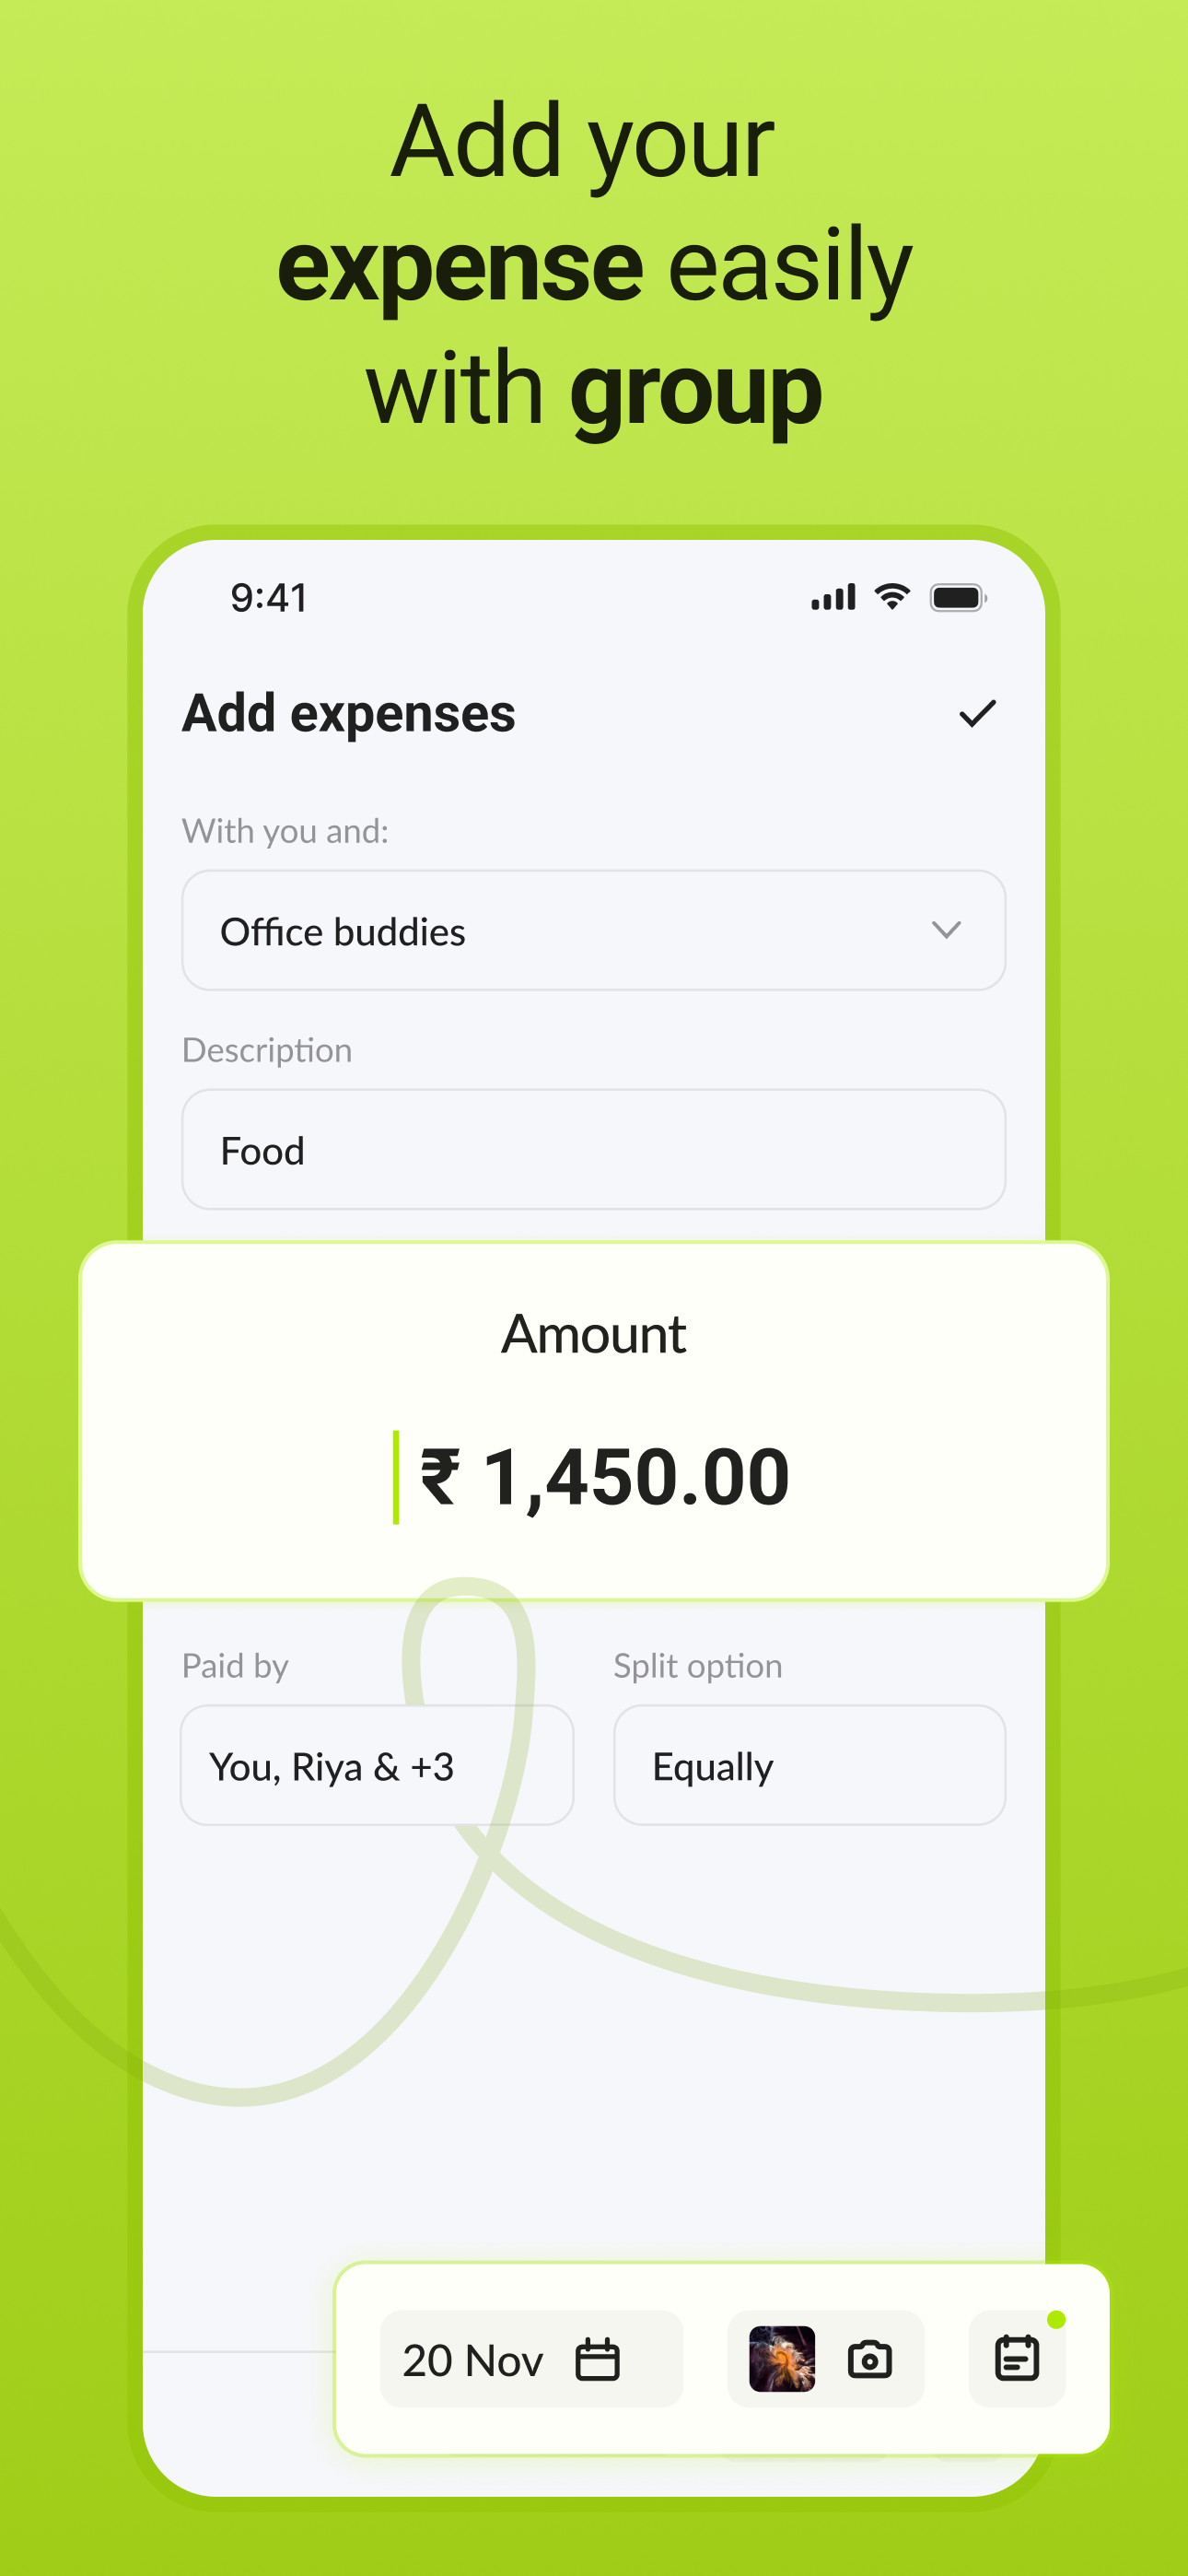 Add your
expense easily
with group
9:41
Add expenses
With you and:
Office buddies
Description
Food
Amount
₹ 1,450.00
Paid by
Split option
You, Riya & +3
Equally
20 Nov